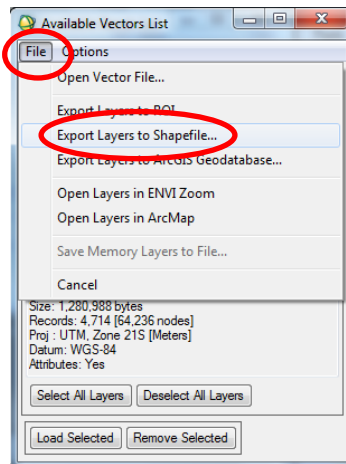 Available Vectors List
File Options
Open Vector File...
Export Layers to ROI
Export Layers to Shapefile...
Export Layers to ArcGIS Geodatabase...
Open Layers in ENVI Zoom
Open Layers in ArcMap
Save Memory Layers to File...
Cancel
Size: 1,280,988 bytes
Records: 4,714 [64,236 nodes]
Proj : UTM, Zone 21S [Meters]
Datum: WGS-84
Attributes: Yes
Select All Layers Deselect All Layers
Load Selected Remove Selected